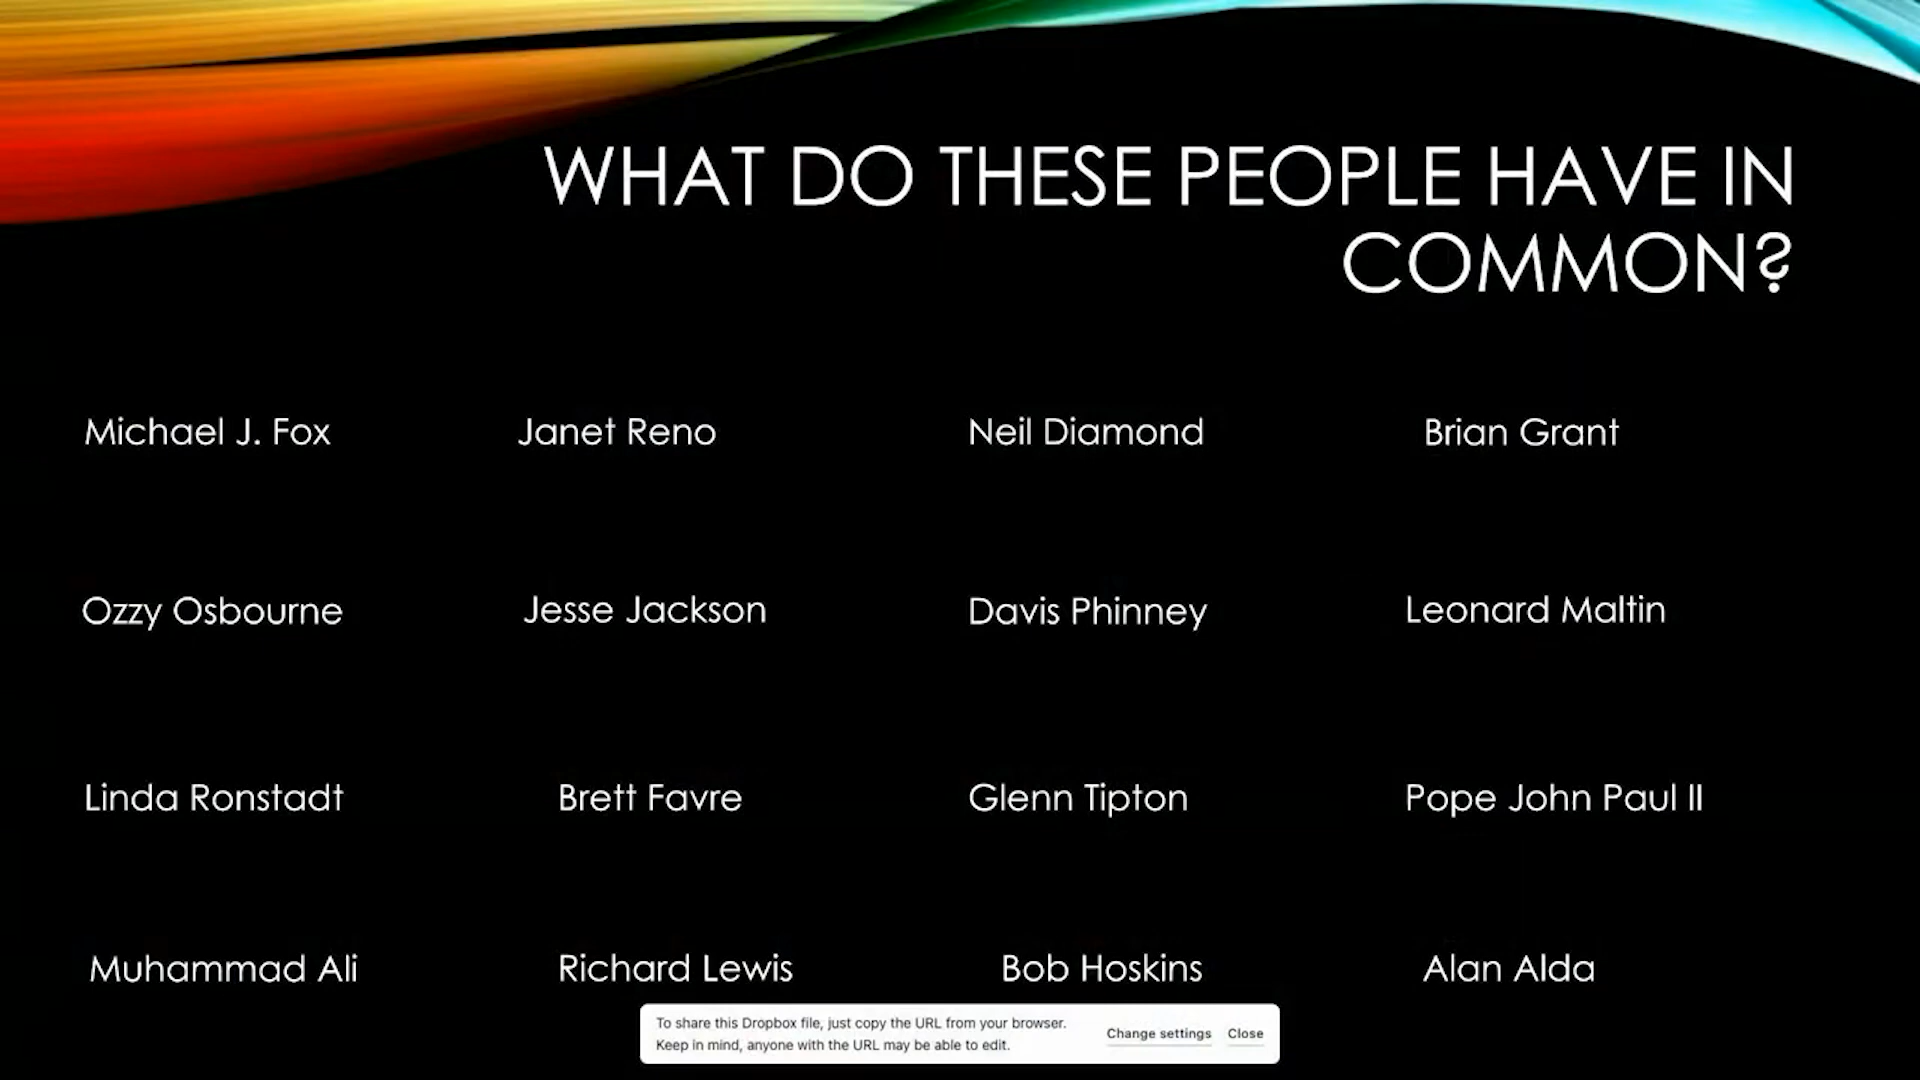 WHAT DO THESE PEOPLE HAVE IN
COMMON?
Michael J. Fox
Janet Reno
Neil Diamond
Brian Grant
Ozzy Osbourne
Jesse Jackson
Davis Phinney
Leonard Maltin
Linda Ronstadt
Brett Favre
Glenn Tipton
Pope John Paul II
Muhammad Ali
Richard Lewis
Bob Hoskins
Alan Alda
To share this Dropbox file, just copy the URL from your browser.
Keep in mind, anyone with the URL may be able to edit.
Change settings
Close